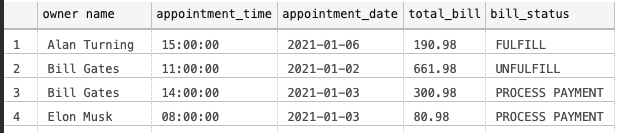 owner name appointment_time appointment_date total_bill bill_status
1 Alan Turning 15:00:00 2021-01-06 190.98 FULFILL
2 Bill Gates 11:00:00 2021-01-02 661.98 UNFULFILL
3 Bill Gates 14:00:00 2021-01-03 300.98 PROCESS PAYMENT
4 Elon Musk 08:00:00 2021-01-03 80.98 PROCESS PAYMENT